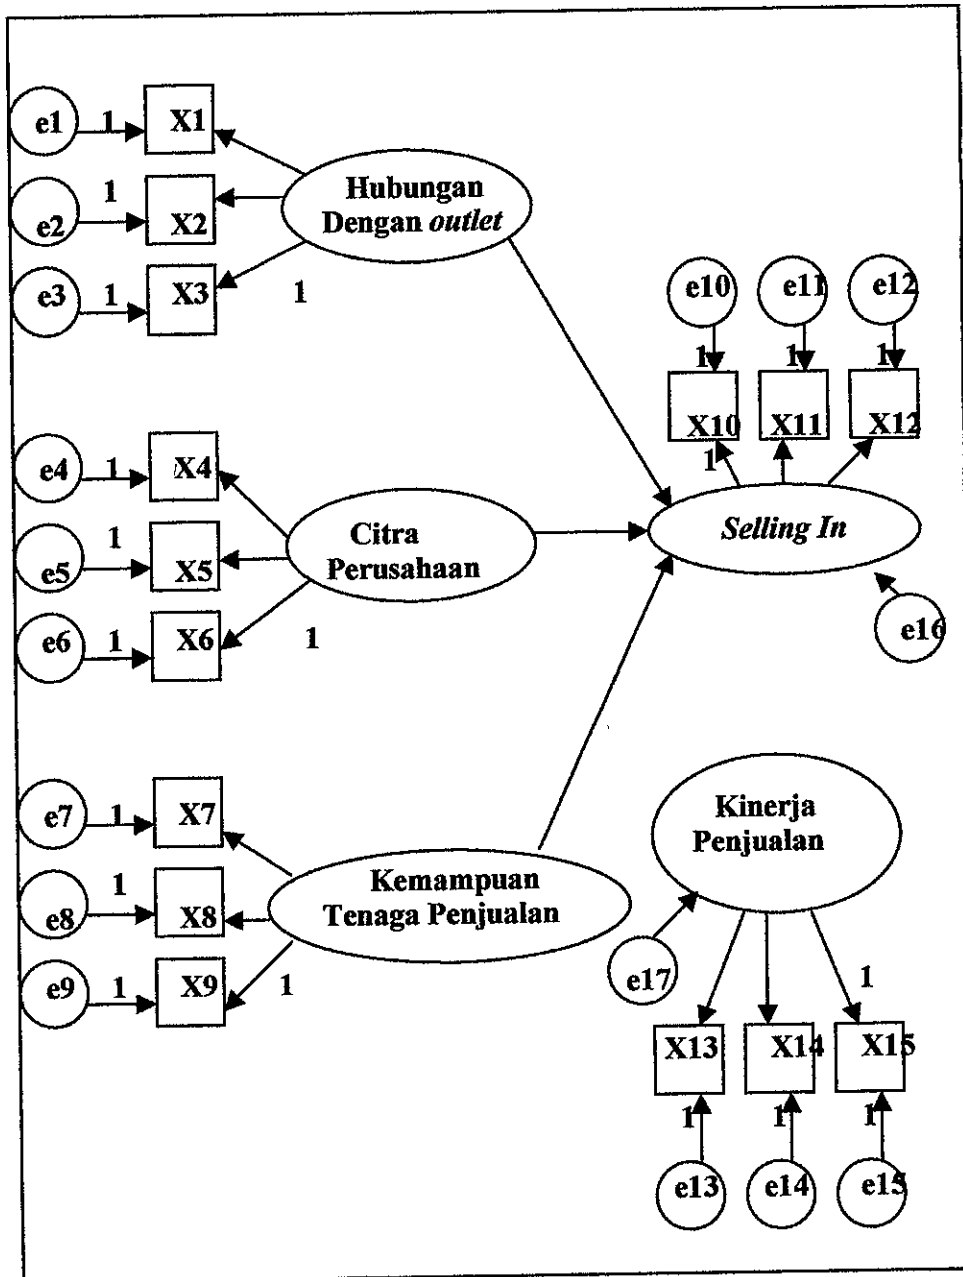 e1 1 X1
e2 1 X2
e3 1 X3
Hubungan
Dengan outlet
1
e10 e11 e12
1 1 1
X10 X11 X12
1
e4 1 X4
e5 1 X5
e6 1 X6
Citra
Perusahaan
1
Selling In
e16
e7 1 X7
e8 1 X8
e9 1 X9
Kemampuan
Tenaga Penjualan
1
Kinerja
Penjualan
e17
1
X13 X14 X15
1 1 1
e13 e14 e15